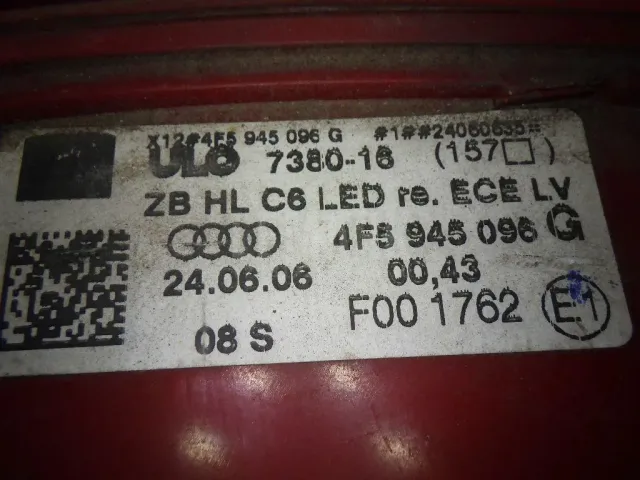 X12#4F5 945 096 G #1##24060635=
ULO 7380-16 (157□)
ZB HL C6 LED re. ECE LV
4F5 945 096 G
24.06.06 00,43
F00 1762 E1
08 S